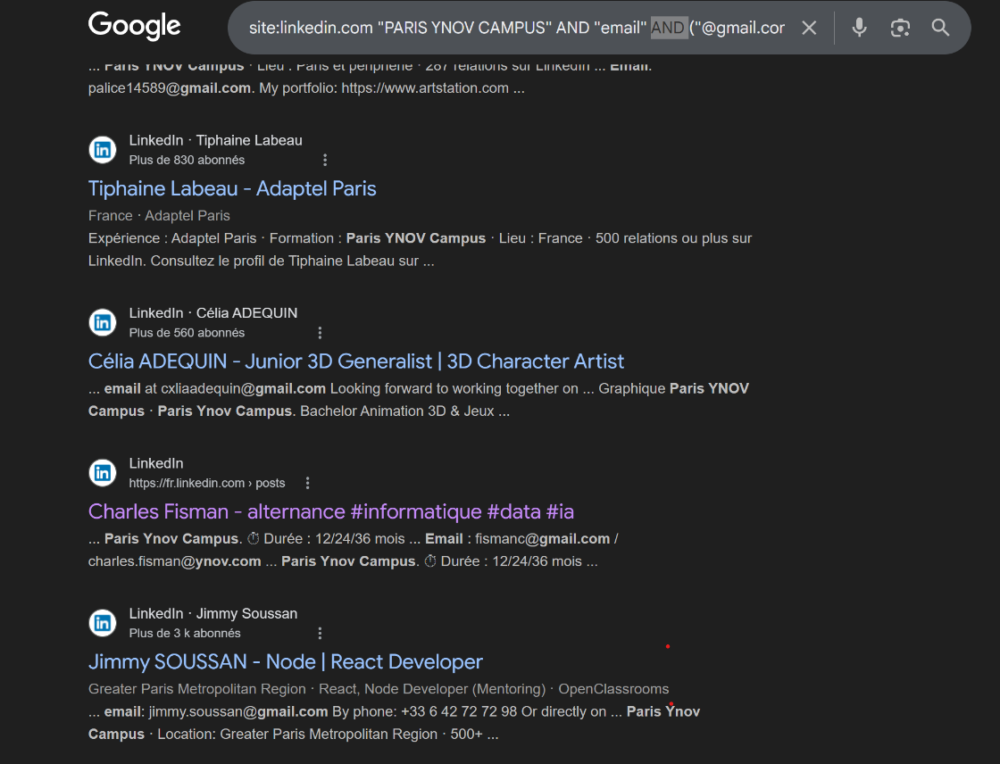 Google
site:linkedin.com "PARIS YNOV CAMPUS" AND "email" AND ("@gmail.cor
... Paris YNOV Campus · Lieu : Paris et périphérie · 287 relations sur LinkedIn ... Email:
palice14589@gmail.com. My portfolio: https://www.artstation.com ...
in
LinkedIn · Tiphaine Labeau
Plus de 830 abonnés
Tiphaine Labeau - Adaptel Paris
France · Adaptel Paris
Expérience : Adaptel Paris · Formation : Paris YNOV Campus · Lieu : France · 500 relations ou plus sur
LinkedIn. Consultez le profil de Tiphaine Labeau sur ...
in
LinkedIn · Célia ADEQUIN
Plus de 560 abonnés
Célia ADEQUIN - Junior 3D Generalist | 3D Character Artist
... email at cxliaadequin@gmail.com Looking forward to working together on ... Graphique Paris YNOV
Campus · Paris Ynov Campus. Bachelor Animation 3D & Jeux ...
in
LinkedIn
https://fr.linkedin.com › posts
Charles Fisman - alternance #informatique #data #ia
... Paris Ynov Campus. ⏱ Durée : 12/24/36 mois ... Email : fismanc@gmail.com /
charles.fisman@ynov.com ... Paris Ynov Campus. ⏱ Durée : 12/24/36 mois ...
in
LinkedIn · Jimmy Soussan
Plus de 3 k abonnés
Jimmy SOUSSAN - Node | React Developer
Greater Paris Metropolitan Region · React, Node Developer (Mentoring) · OpenClassrooms
... email: jimmy.soussan@gmail.com By phone: +33 6 42 72 72 98 Or directly on ... Paris Ynov
Campus · Location: Greater Paris Metropolitan Region · 500+ ...